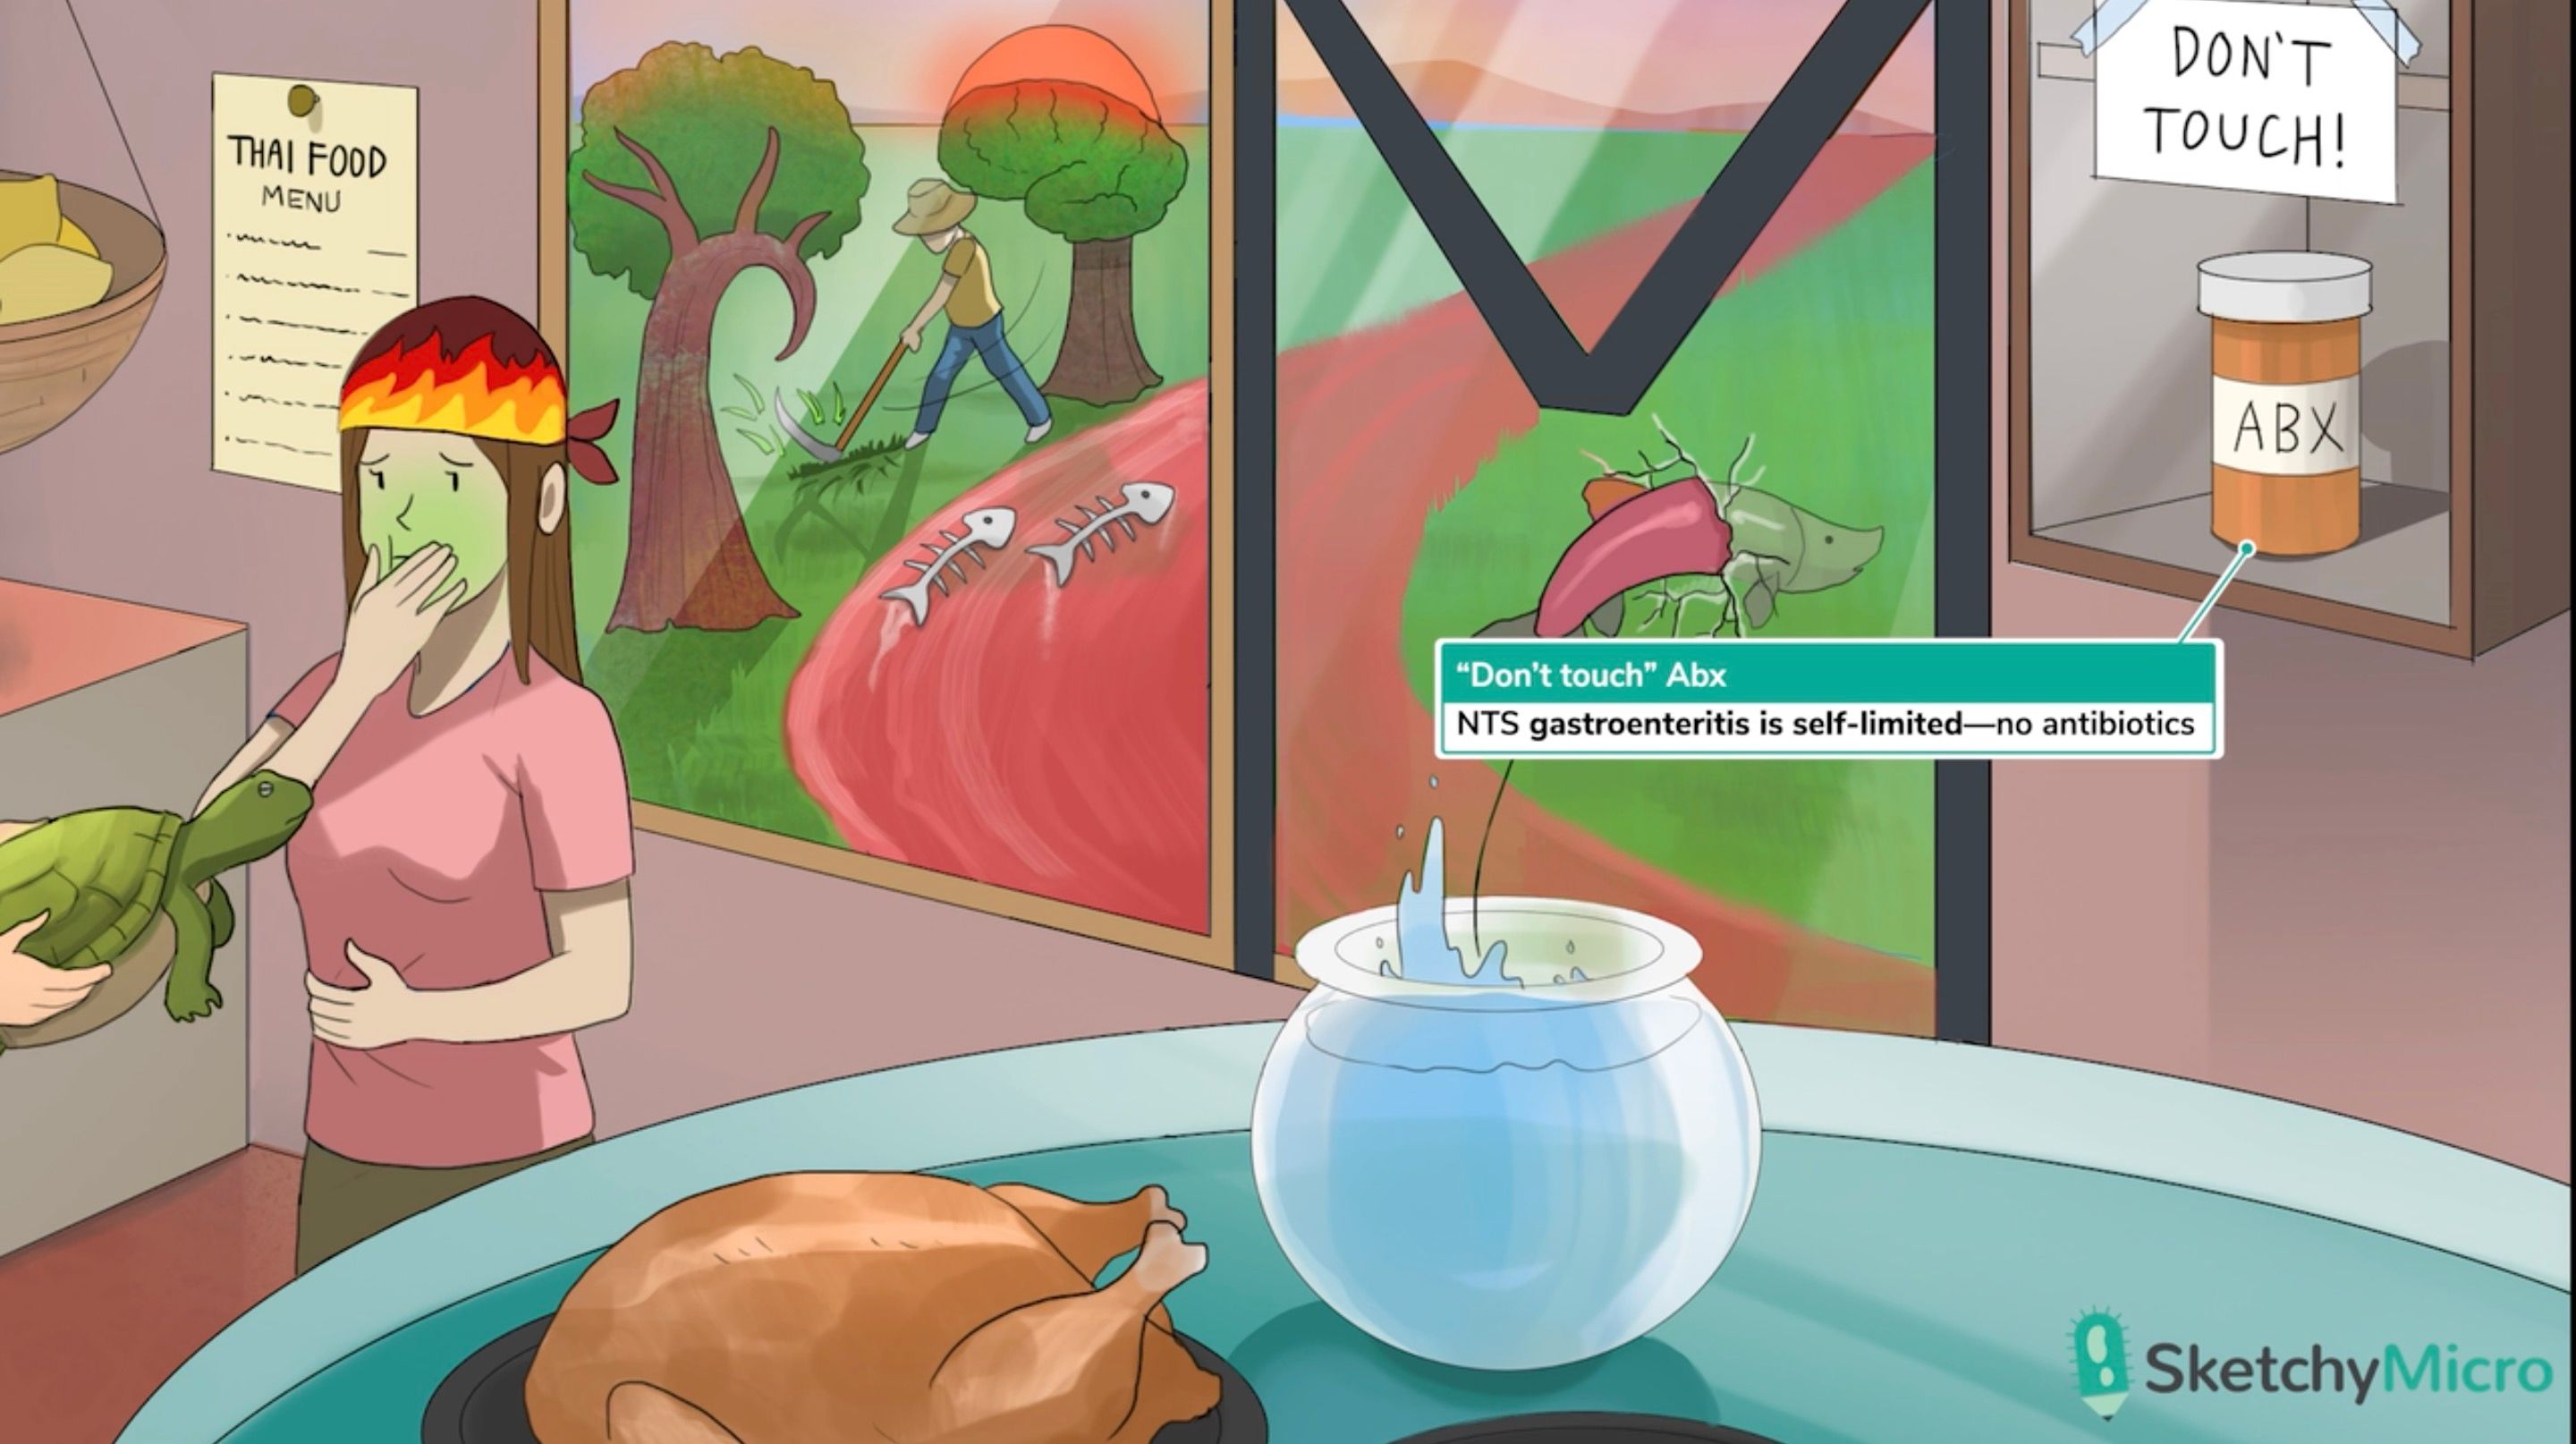 THAI FOOD
MENU
DON'T
TOUCH!
ABX
“Don't touch” Abx
NTS gastroenteritis is self-limited—no antibiotics
SketchyMicro